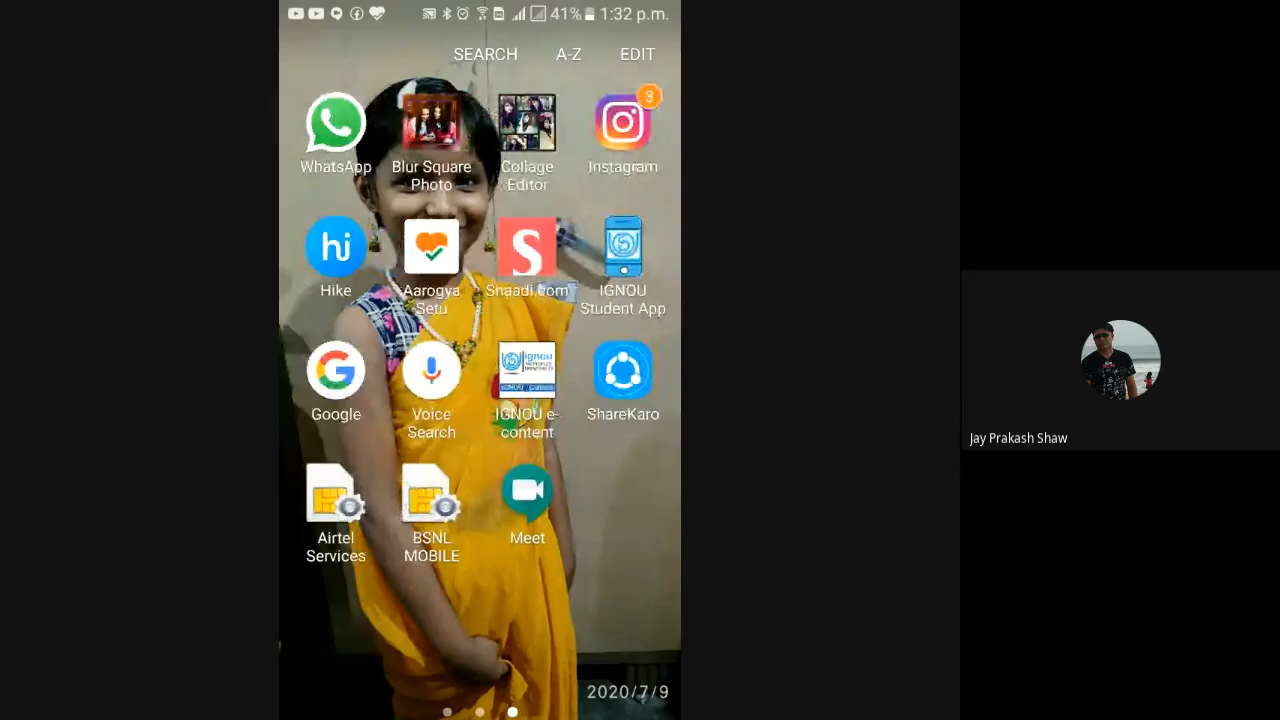 41% 1:32 p.m.
SEARCH A-Z EDIT
3
WhatsApp Blur Square Photo Collage Editor Instagram
hi S
Hike Aarogya Setu Shaadi.com IGNOU Student App
ignou
Google Voice Search IGNOU e-content ShareKaro
Airtel Services BSNL MOBILE Meet
2020/7/9
Jay Prakash Shaw